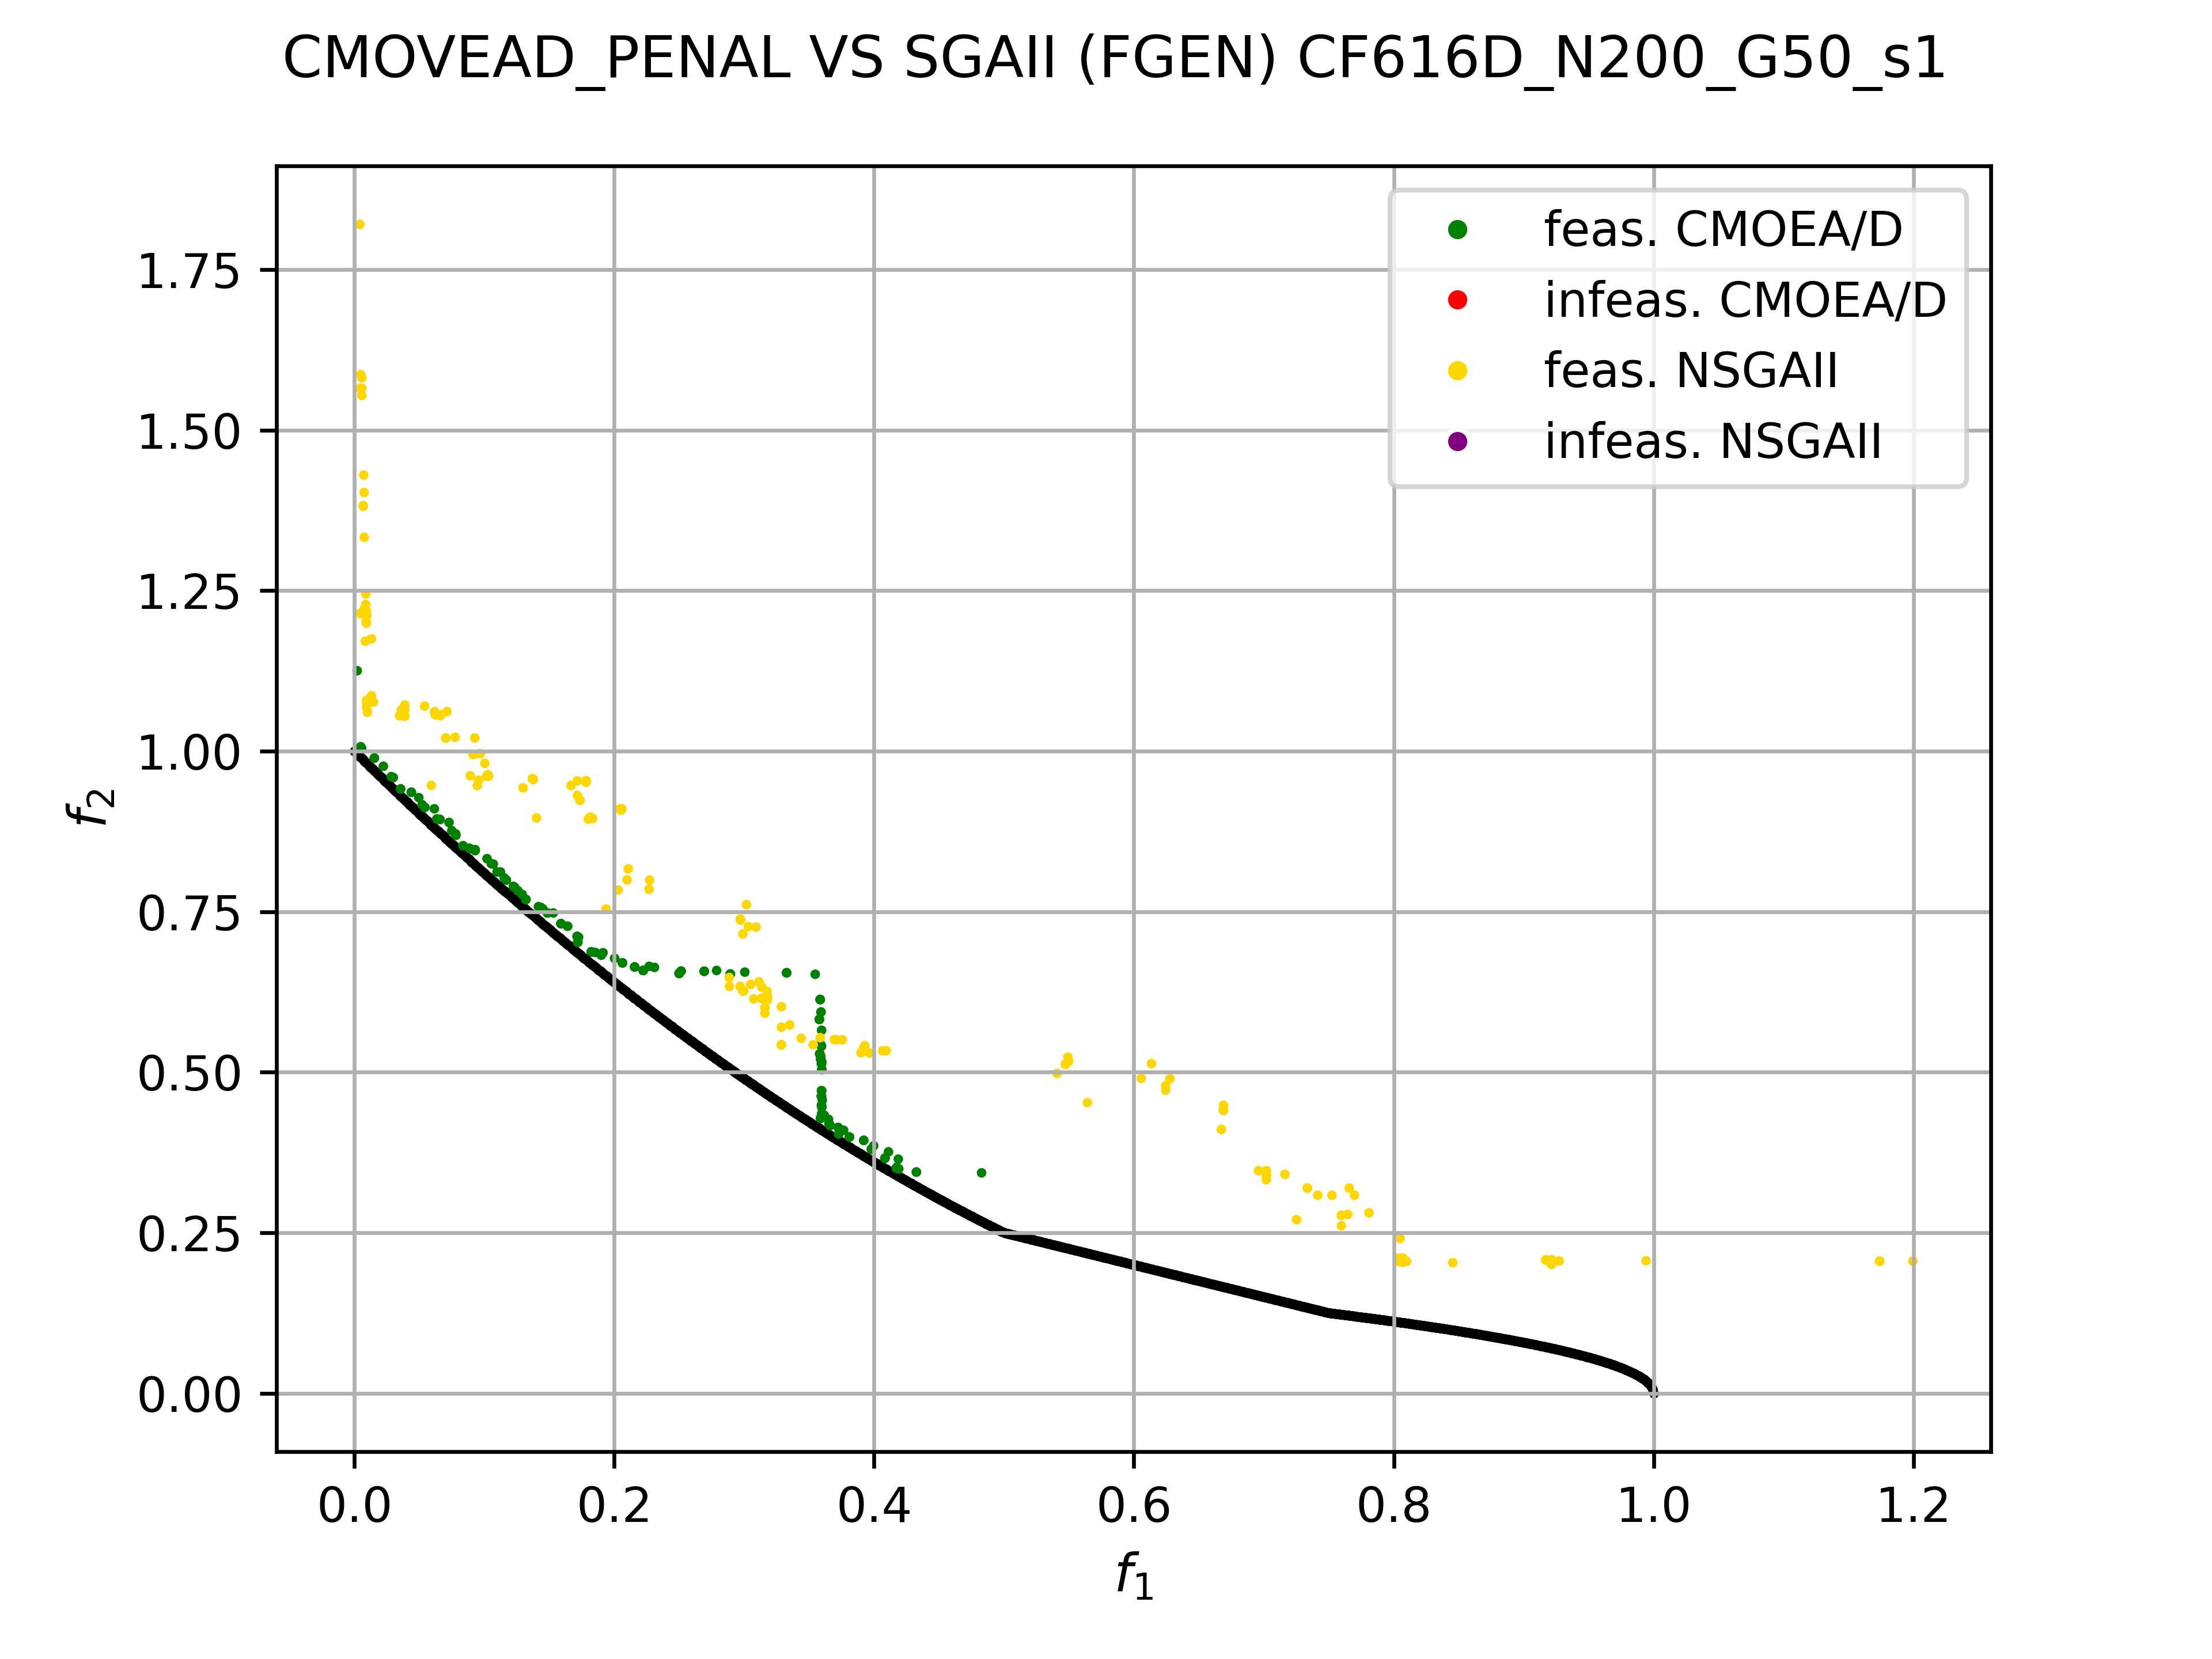 CMOVEAD_PENAL VS SGAII (FGEN) CF616D_N200_G50_s1
feas. CMOEA/D
infeas. CMOEA/D
feas. NSGAII
infeas. NSGAII
1.75
1.50
1.25
1.00
0.75
0.50
0.25
0.00
f2
0.0 0.2 0.4 0.6 0.8 1.0 1.2
f1